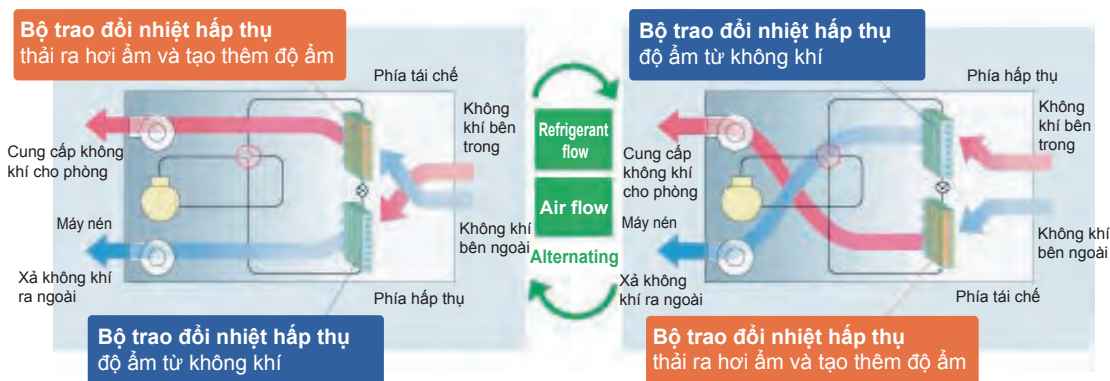 Bộ trao đổi nhiệt hấp thụ
thải ra hơi ẩm và tạo thêm độ ẩm
Phía tái chế
Không
khí bên
trong
Cung cấp không
khí cho phòng
Máy nén
Không khí
bên ngoài
Xả không khí
ra ngoài
Phía hấp thụ
Bộ trao đổi nhiệt hấp thụ
độ ẩm từ không khí
Refrigerant
flow
Air flow
Alternating
Bộ trao đổi nhiệt hấp thụ
độ ẩm từ không khí
Phía hấp thụ
Không
khí bên
trong
Cung cấp
không khí
cho phòng
Máy nén
Không khí
bên ngoài
Xả không
khí ra ngoài
Phía tái chế
Bộ trao đổi nhiệt hấp thụ
thải ra hơi ẩm và tạo thêm độ ẩm